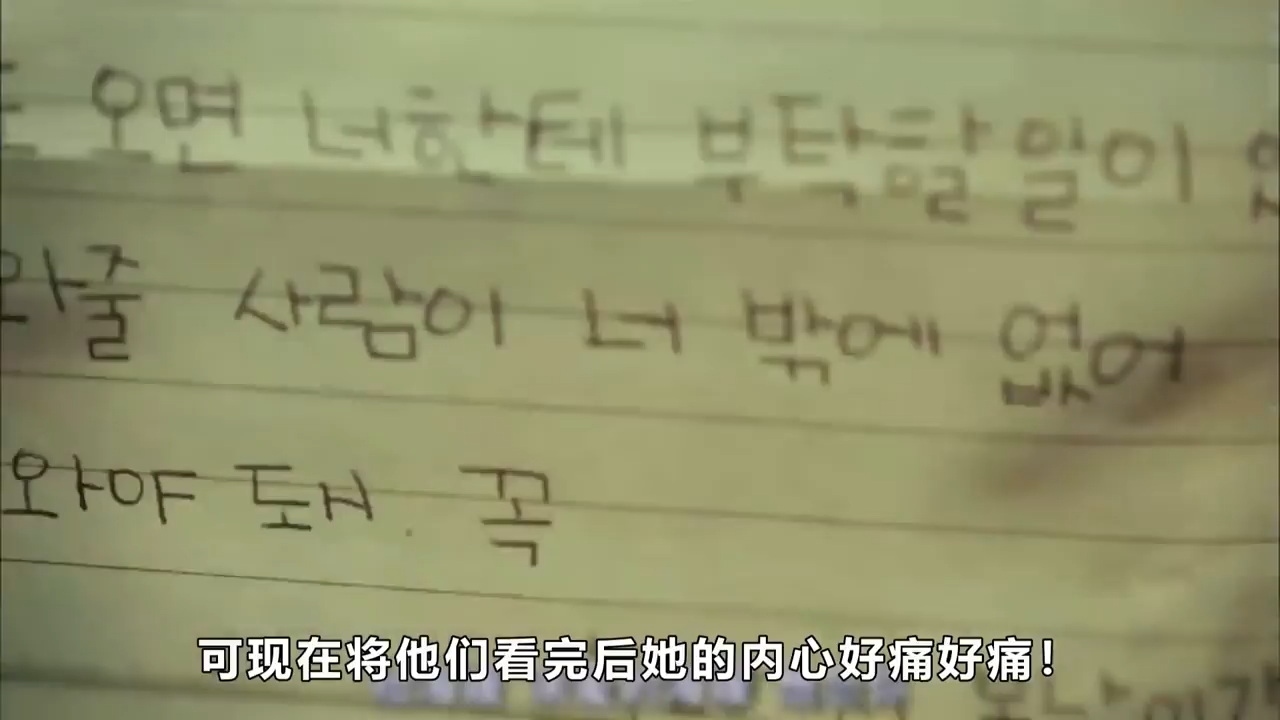 오면 너한테 부탁할 일이
와줄 사람이 너 밖에 없어
와야 돼. 꼭
可现在将他们看完后她的内心好痛好痛！